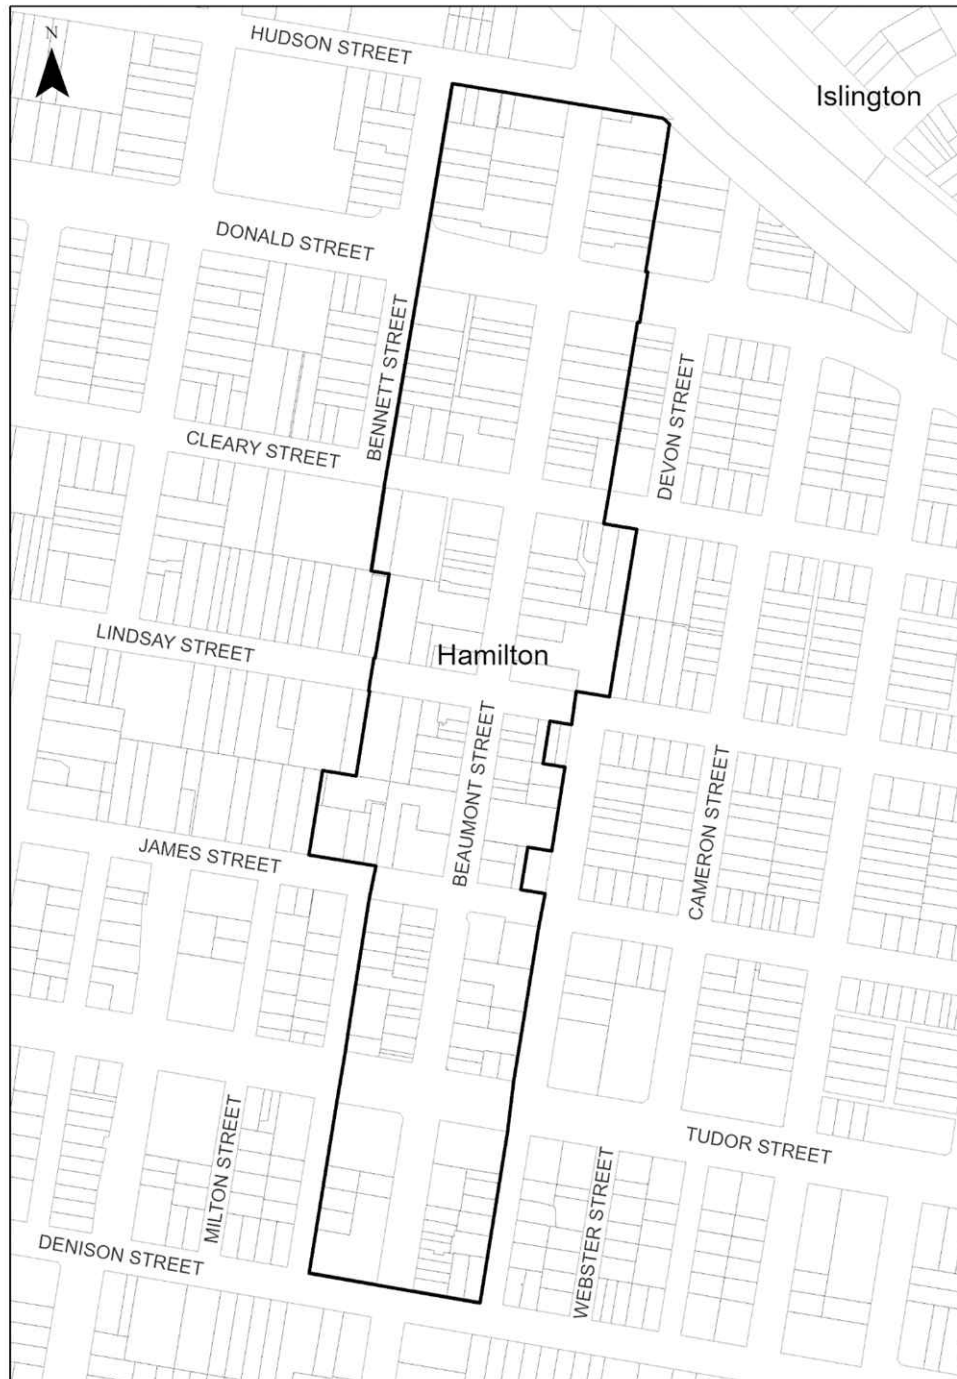 N
HUDSON STREET
Islington
DONALD STREET
BENNETT STREET
DEVON STREET
CLEARY STREET
LINDSAY STREET
Hamilton
BEAUMONT STREET
CAMERON STREET
JAMES STREET
MILTON STREET
TUDOR STREET
WEBSTER STREET
DENISON STREET